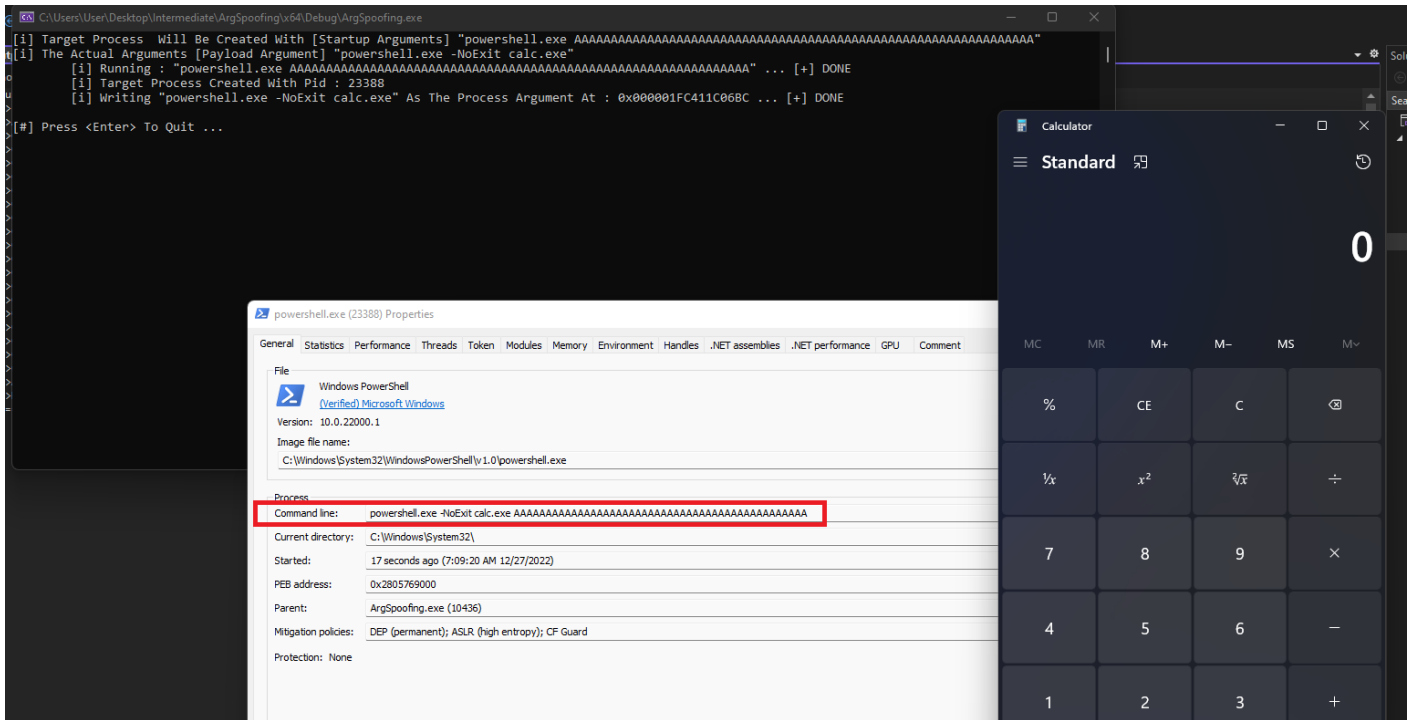 C:\Users\User\Desktop\Intermediate\ArgSpoofing\x64\Debug\ArgSpoofing.exe
[i] Target Process  Will Be Created With [Startup Arguments] "powershell.exe AAAAAAAAAAAAAAAAAAAAAAAAAAAAAAAAAAAAAAAAAAAAAAAAAAAAAAAAAAAAAAA"
[i] The Actual Arguments [Payload Argument] "powershell.exe -NoExit calc.exe"
[i] Running : "powershell.exe AAAAAAAAAAAAAAAAAAAAAAAAAAAAAAAAAAAAAAAAAAAAAAAAAAAAAAAAAAAAAAA" ... [+] DONE
[i] Target Process Created With Pid : 23388
[i] Writing "powershell.exe -NoExit calc.exe" As The Process Argument At : 0x000001FC411C06BC ... [+] DONE
[#] Press <Enter> To Quit ...
Calculator
Standard
0
MC MR M+ M− MS M
% CE C
¹/x x² ²√x ÷
7 8 9 ×
4 5 6 −
1 2 3 +
powershell.exe (23388) Properties
General Statistics Performance Threads Token Modules Memory Environment Handles .NET assemblies .NET performance GPU Comment
File
Windows PowerShell
(Verified) Microsoft Windows
Version: 10.0.22000.1
Image file name:
C:\Windows\System32\WindowsPowerShell\v1.0\powershell.exe
Process
Command line: powershell.exe -NoExit calc.exe AAAAAAAAAAAAAAAAAAAAAAAAAAAAAAAAAAAAAAAAAAAAAAA
Current directory: C:\Windows\System32\
Started: 17 seconds ago (7:09:20 AM 12/27/2022)
PEB address: 0x2805769000
Parent: ArgSpoofing.exe (10436)
Mitigation policies: DEP (permanent); ASLR (high entropy); CF Guard
Protection: None